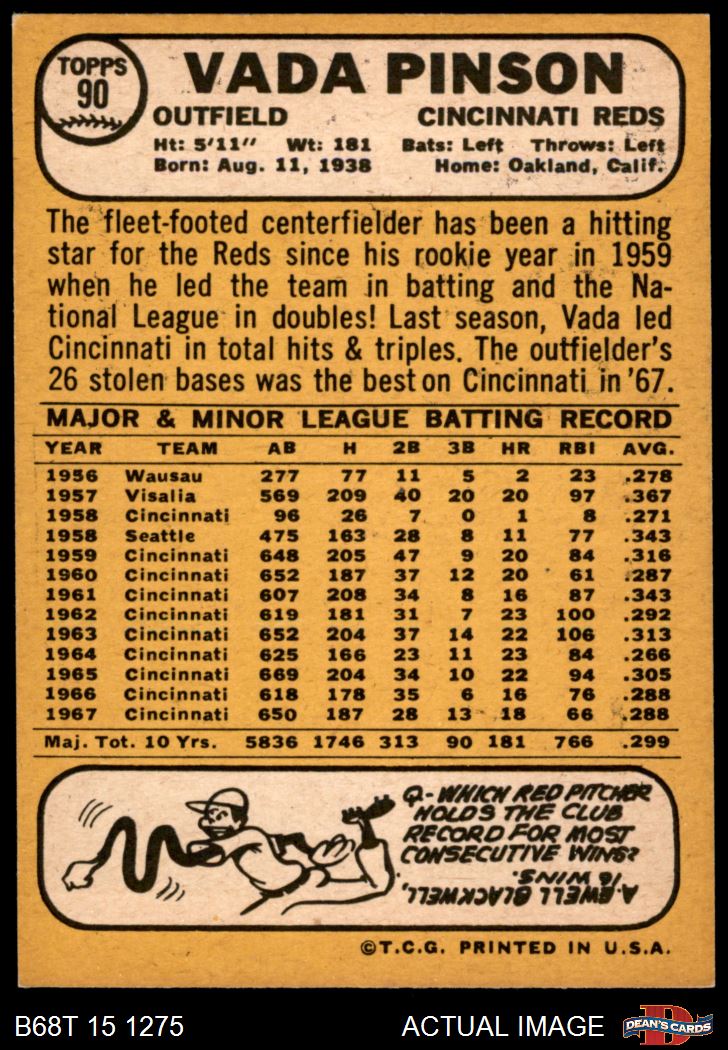 TOPPS
90
VADA PINSON
OUTFIELD CINCINNATI REDS
Ht: 5'11" Wt: 181 Bats: Left Throws: Left
Born: Aug. 11, 1938 Home: Oakland, Calif.
The fleet-footed centerfielder has been a hitting
star for the Reds since his rookie year in 1959
when he led the team in batting and the Na-
tional League in doubles! Last season, Vada led
Cincinnati in total hits & triples. The outfielder's
26 stolen bases was the best on Cincinnati in '67.
MAJOR & MINOR LEAGUE BATTING RECORD
YEAR TEAM AB H 2B 3B HR RBI AVG.
1956 Wausau 277 77 11 5 2 23 .278
1957 Visalia 569 209 40 20 20 97 .367
1958 Cincinnati 96 26 7 0 1 8 .271
1958 Seattle 475 163 28 8 11 77 .343
1959 Cincinnati 648 205 47 9 20 84 .316
1960 Cincinnati 652 187 37 12 20 61 .287
1961 Cincinnati 607 208 34 8 16 87 .343
1962 Cincinnati 619 181 31 7 23 100 .292
1963 Cincinnati 652 204 37 14 22 106 .313
1964 Cincinnati 625 166 23 11 23 84 .266
1965 Cincinnati 669 204 34 10 22 94 .305
1966 Cincinnati 618 178 35 6 16 76 .288
1967 Cincinnati 650 187 28 13 18 66 .288
Maj. Tot. 10 Yrs. 5836 1746 313 90 181 766 .299
Q-WHICH RED PITCHER
HOLDS THE CLUB
RECORD FOR MOST
CONSECUTIVE WINS?
A. EWELL BLACKWELL,
16 WINS.
©T.C.G. PRINTED IN U.S.A.
B68T 15 1275 ACTUAL IMAGE
D
DEAN'S CARDS